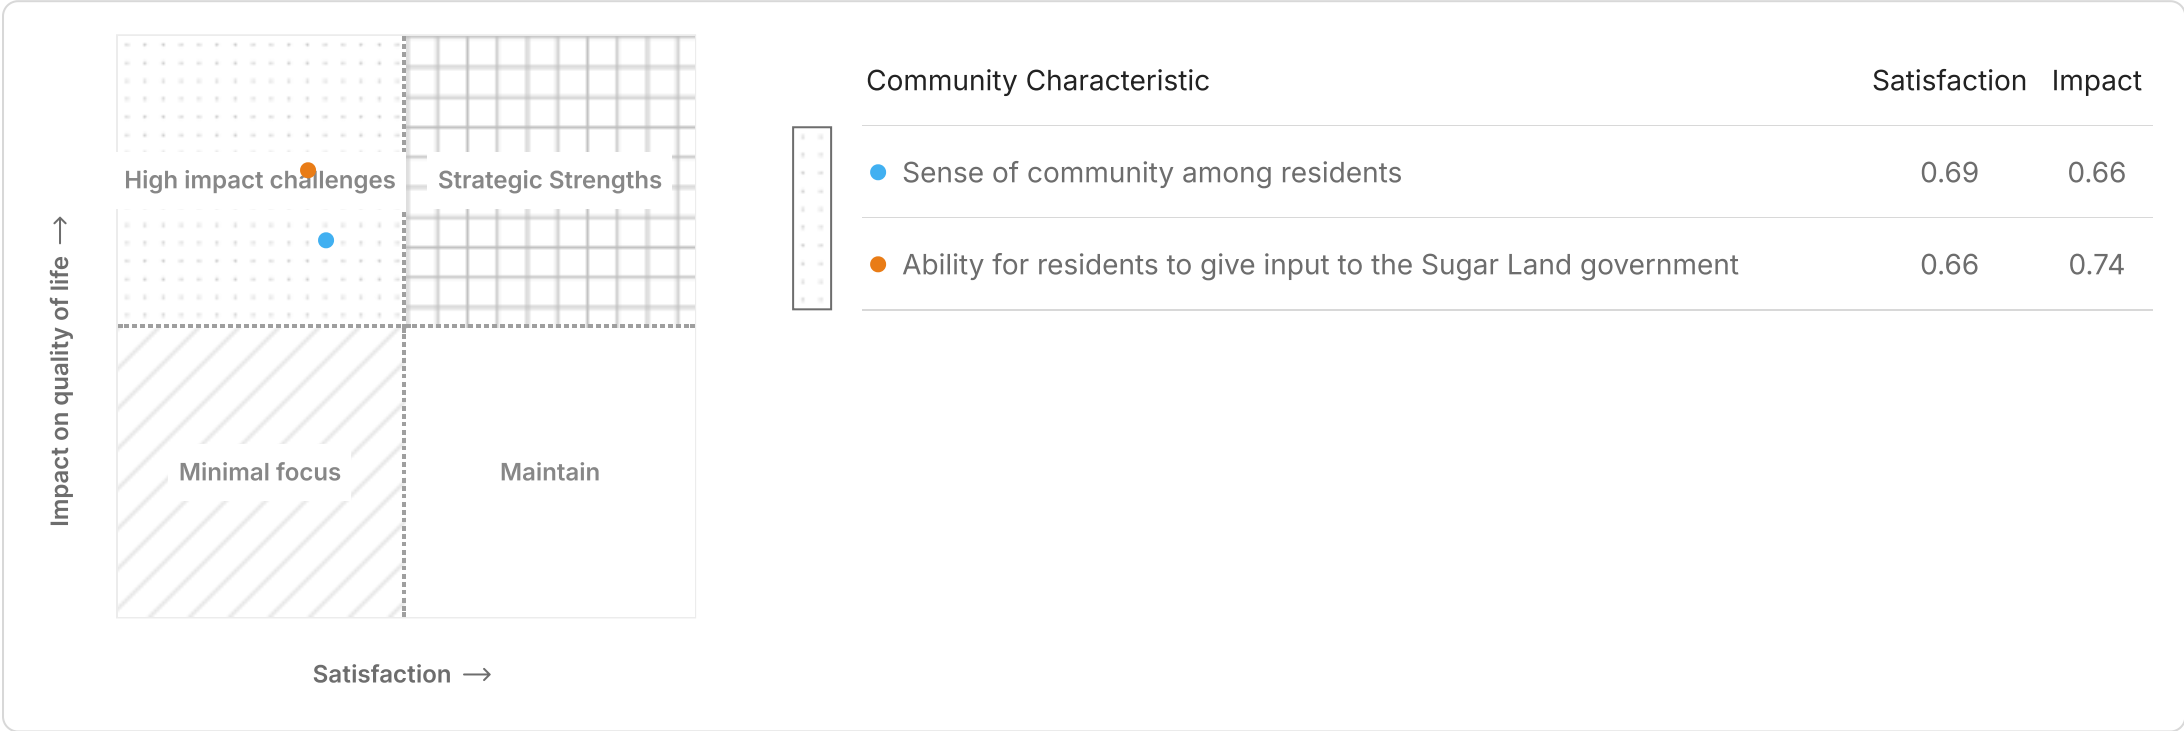 High impact challenges
Strategic Strengths
Minimal focus
Maintain
Impact on quality of life →
Satisfaction →
Community Characteristic Satisfaction Impact
Sense of community among residents 0.69 0.66
Ability for residents to give input to the Sugar Land government 0.66 0.74